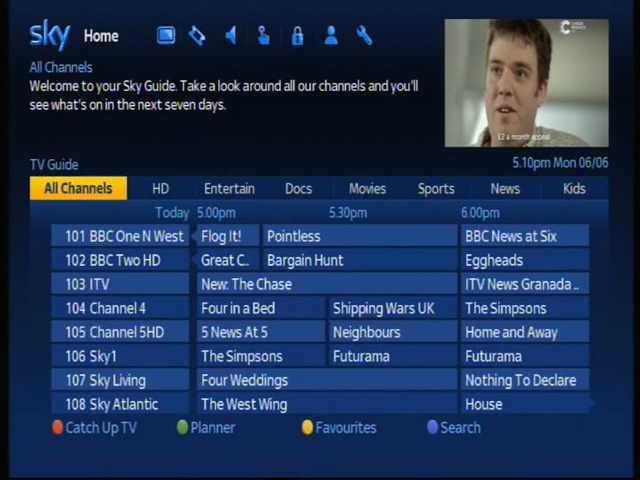 sky Home
All Channels
Welcome to your Sky Guide. Take a look around all our channels and you'll
see what's on in the next seven days.
£2 a month appeal
TV Guide
5.10pm Mon 06/06
All Channels HD Entertain Docs Movies Sports News Kids
Today 5.00pm 5.30pm 6.00pm
101 BBC One N West Flog It! Pointless BBC News at Six
102 BBC Two HD Great C.. Bargain Hunt Eggheads
103 ITV New: The Chase ITV News Granada ..
104 Channel 4 Four in a Bed Shipping Wars UK The Simpsons
105 Channel 5HD 5 News At 5 Neighbours Home and Away
106 Sky1 The Simpsons Futurama Futurama
107 Sky Living Four Weddings Nothing To Declare
108 Sky Atlantic The West Wing House
Catch Up TV Planner Favourites Search